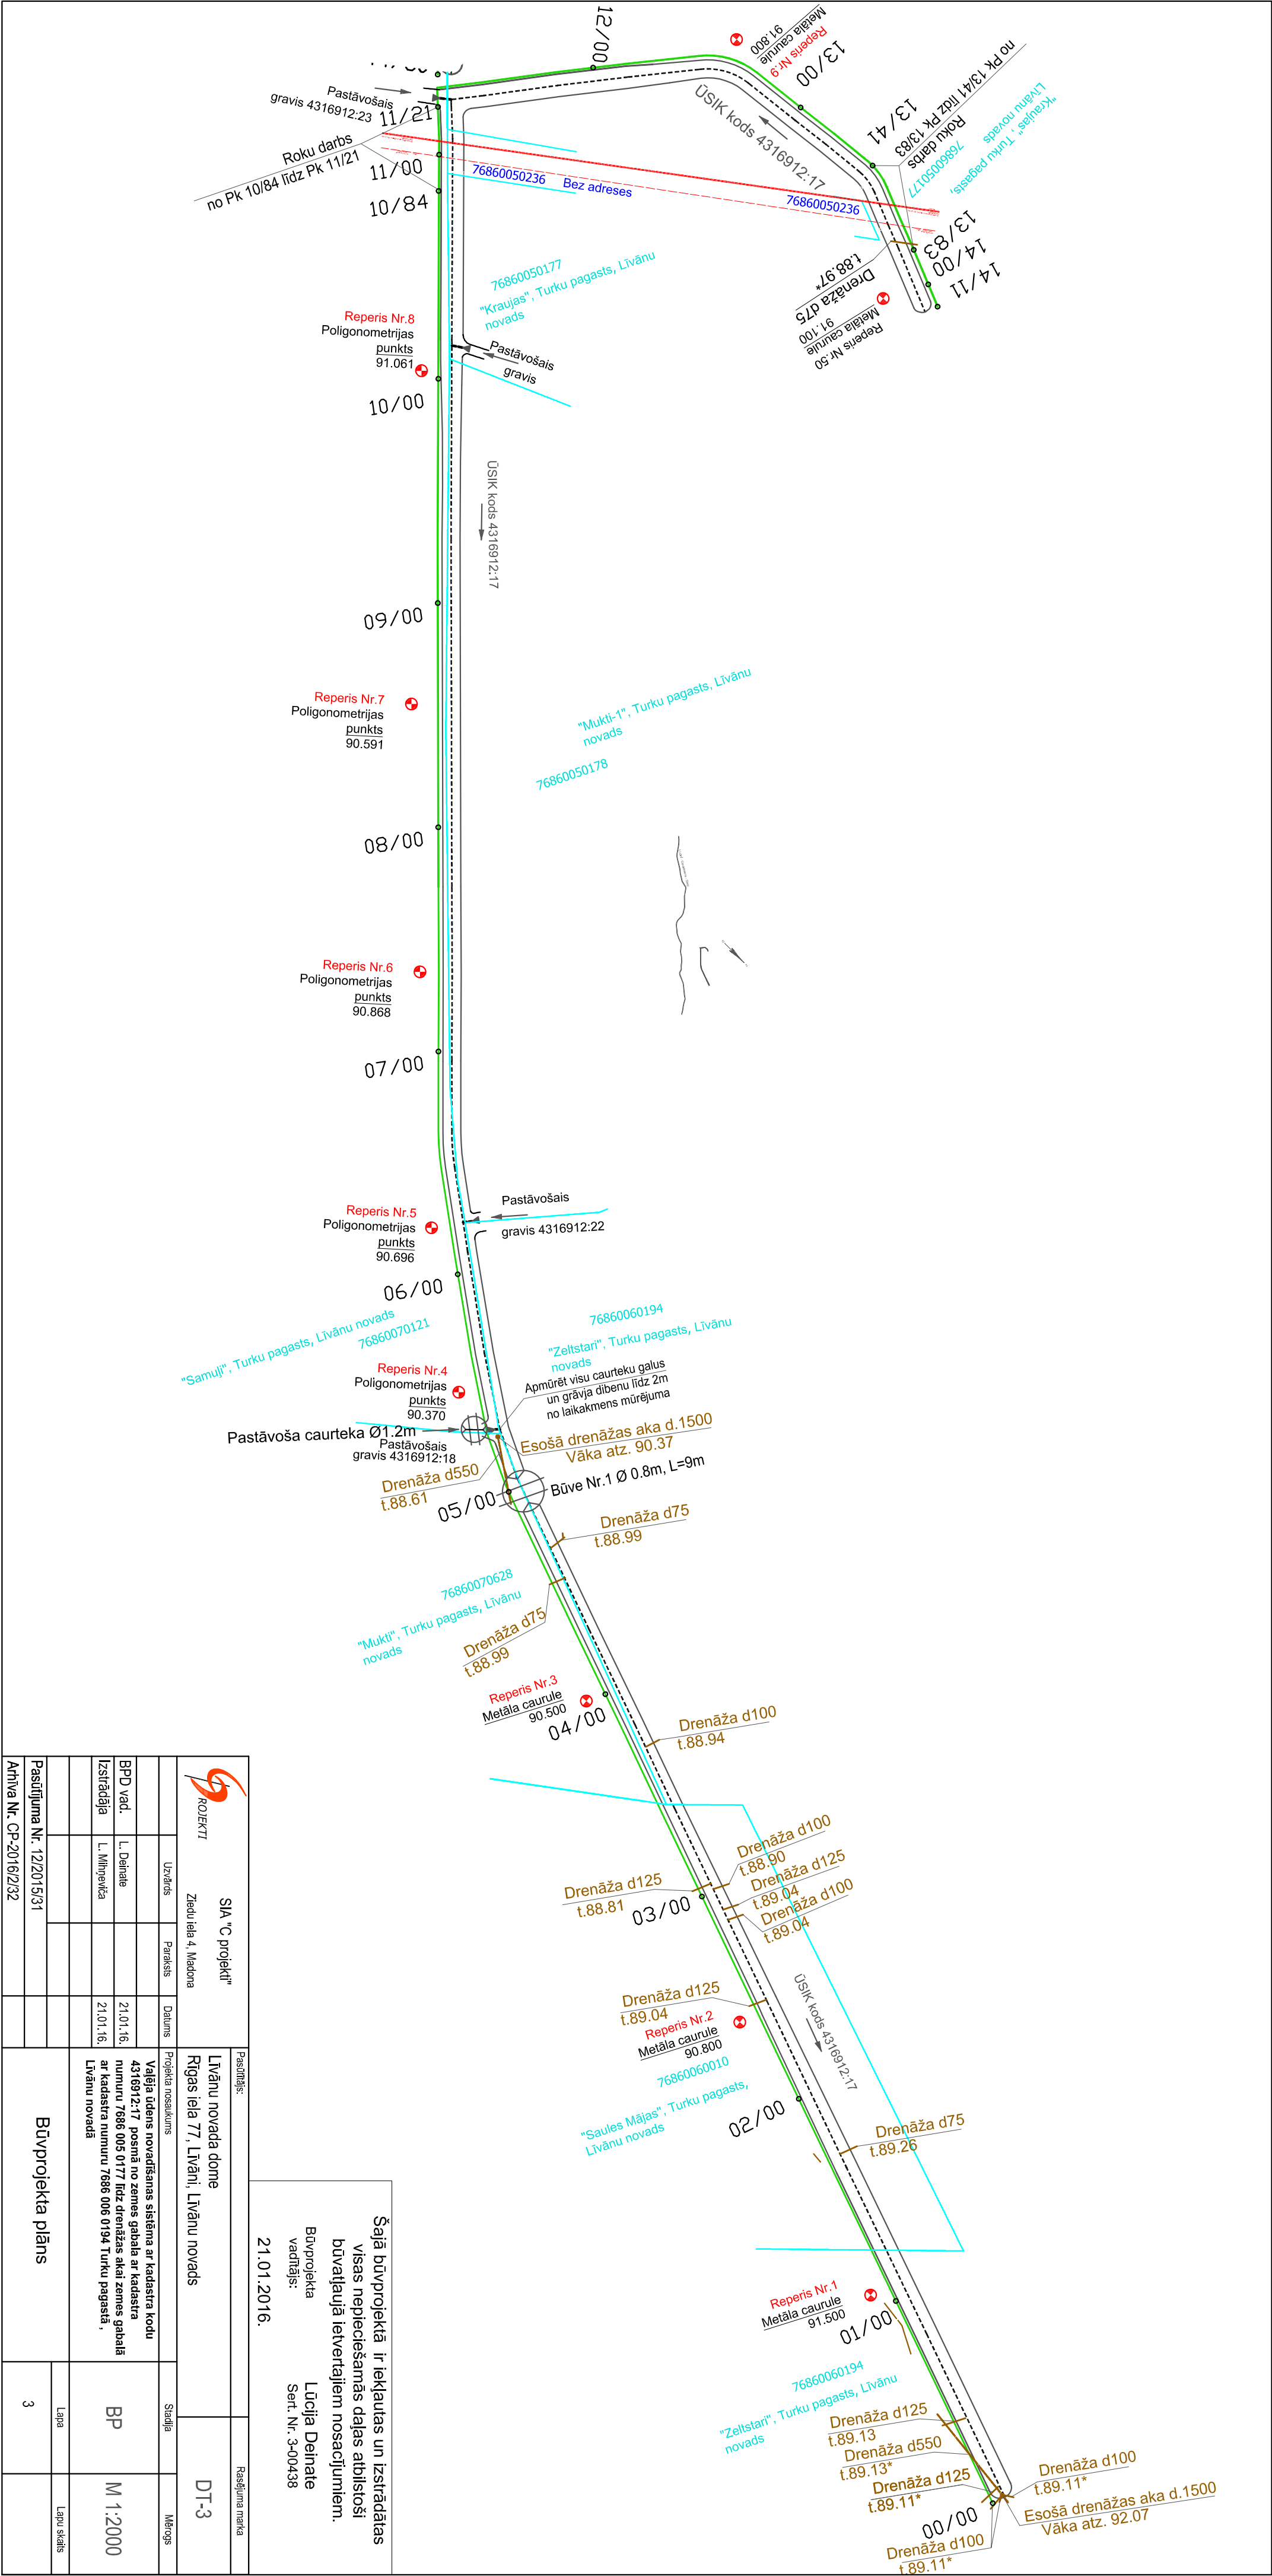 12/00
Reperis Nr.9
Metāla caurule
91.800
13/00
13/41
Roku darbs
no Pk 13/41 līdz Pk 13/83
"Kraujas", Turku pagasts,
Līvānu novads
76860050177
ŪSIK kods 4316912:17
13/83
14/00
14/11
Drenāža d75
t.88.97*
Reperis Nr.50
Metāla caurule
91.100
Pastāvošais
gravis 4316912:23
11/21
Roku darbs
no Pk 10/84 līdz Pk 11/21
11/00
10/84
76860050236
Bez adreses
76860050236
76860050177
"Kraujas", Turku pagasts, Līvānu
novads
Reperis Nr.8
Poligonometrijas
punkts
91.061
Pastāvošais
gravis
10/00
ŪSIK kods 4316912:17
09/00
Reperis Nr.7
Poligonometrijas
punkts
90.591
"Mukti-1", Turku pagasts, Līvānu
novads
76860050178
08/00
Reperis Nr.6
Poligonometrijas
punkts
90.868
07/00
Pastāvošais
gravis 4316912:22
Reperis Nr.5
Poligonometrijas
punkts
90.696
06/00
"Samuļi", Turku pagasts, Līvānu novads
76860070121
76860060194
"Zeltstari", Turku pagasts, Līvānu
novads
Reperis Nr.4
Poligonometrijas
punkts
90.370
Apmūrēt visu caurteku galus
un grāvja dibenu līdz 2m
no laikakmens mūrējuma
Pastāvoša caurteka Ø1.2m
Pastāvošais
gravis 4316912:18
Esošā drenāžas aka d.1500
Vāka atz. 90.37
Drenāža d550
t.88.61
05/00
Būve Nr.1 Ø 0.8m, L=9m
Drenāža d75
t.88.99
76860070628
"Mukti", Turku pagasts, Līvānu
novads
Drenāža d75
t.88.99
Reperis Nr.3
Metāla caurule
90.500
04/00
Drenāža d100
t.88.94
Drenāža d100
t.88.90
Drenāža d125
t.89.04
Drenāža d100
t.89.04
Drenāža d125
t.88.81
03/00
ŪSIK kods 4316912:17
Drenāža d125
t.89.04
Reperis Nr.2
Metāla caurule
90.800
76860060010
"Saules Mājas", Turku pagasts,
Līvānu novads
02/00
Drenāža d75
t.89.26
Reperis Nr.1
Metāla caurule
91.500
01/00
76860060194
"Zeltstari", Turku pagasts, Līvānu
novads
Drenāža d125
t.89.13
Drenāža d550
t.89.13*
Drenāža d125
t.89.11*
00/00
Drenāža d100
t.89.11*
Drenāža d100
t.89.11*
Esošā drenāžas aka d.1500
Vāka atz. 92.07
Šajā būvprojektā ir iekļautas un izstrādātas
visas nepieciešamās daļas atbilstoši
būvatļaujā ietvertajiem nosacījumiem.
Būvprojekta
vadītājs:
Lūcija Deinate
Sert. Nr. 3-00438
21.01.2016.
ROJEKTI
SIA "C projekti"
Ziedu iela 4, Madona
Pasūtītājs:
Līvānu novada dome
Rīgas iela 77, Līvāni, Līvānu novads
Rasējuma marka
DT-3
Uzvārds
Paraksts
Datums
BPD vad.
L. Deinate
21.01.16.
Izstrādāja
L. Mihņeviča
21.01.16.
Projekta nosaukums
Vaļēja ūdens novadīšanas sistēma ar kadastra kodu
4316912:17 posmā no zemes gabala ar kadastra
numuru 7686 005 0177 līdz drenāžas akai zemes gabalā
ar kadastra numuru 7686 006 0194 Turku pagastā ,
Līvānu novadā
Stadija
Mērogs
BP
M 1:2000
Pasūtījuma Nr. 12/2015/31
Arhīva Nr. CP-2016/2/32
Būvprojekta plāns
Lapa
Lapu skaits
3